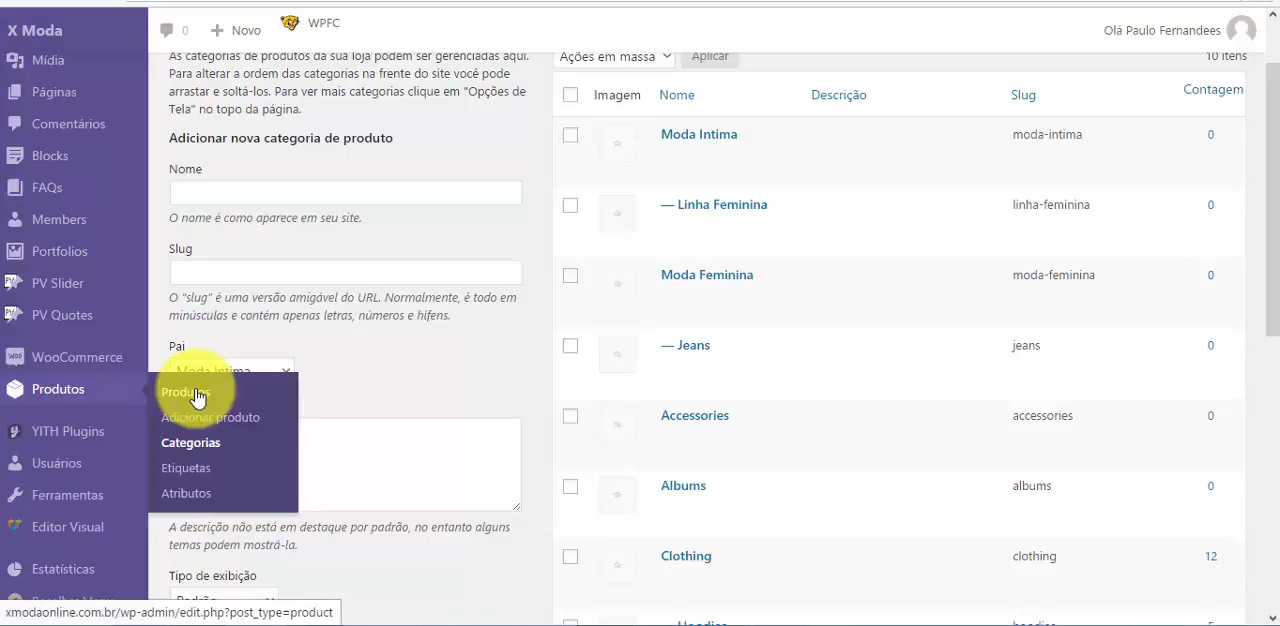 X Moda
0
Novo
WPFC
Olá Paulo Fernandees
Mídia
Páginas
Comentários
Blocks
FAQs
Members
Portfolios
PV Slider
PV Quotes
WooCommerce
Produtos
YITH Plugins
Usuários
Ferramentas
Editor Visual
Estatísticas
Produtos
Adicionar produto
Categorias
Etiquetas
Atributos
As categorias de produtos da sua loja podem ser gerenciadas aqui.
Para alterar a ordem das categorias na frente do site você pode
arrastar e soltá-los. Para ver mais categorias clique em "Opções de
Tela" no topo da página.
Adicionar nova categoria de produto
Nome
O nome é como aparece em seu site.
Slug
O "slug" é uma versão amigável do URL. Normalmente, é todo em
minúsculas e contém apenas letras, números e hífens.
Pai
Moda Intima
A descrição não está em destaque por padrão, no entanto alguns
temas podem mostrá-la.
Tipo de exibição
Padrão
Ações em massa
Aplicar
10 itens
Imagem Nome Descrição Slug Contagem
Moda Intima moda-intima 0
— Linha Feminina linha-feminina 0
Moda Feminina moda-feminina 0
— Jeans jeans 0
Accessories accessories 0
Albums albums 0
Clothing clothing 12
xmodaonline.com.br/wp-admin/edit.php?post_type=product